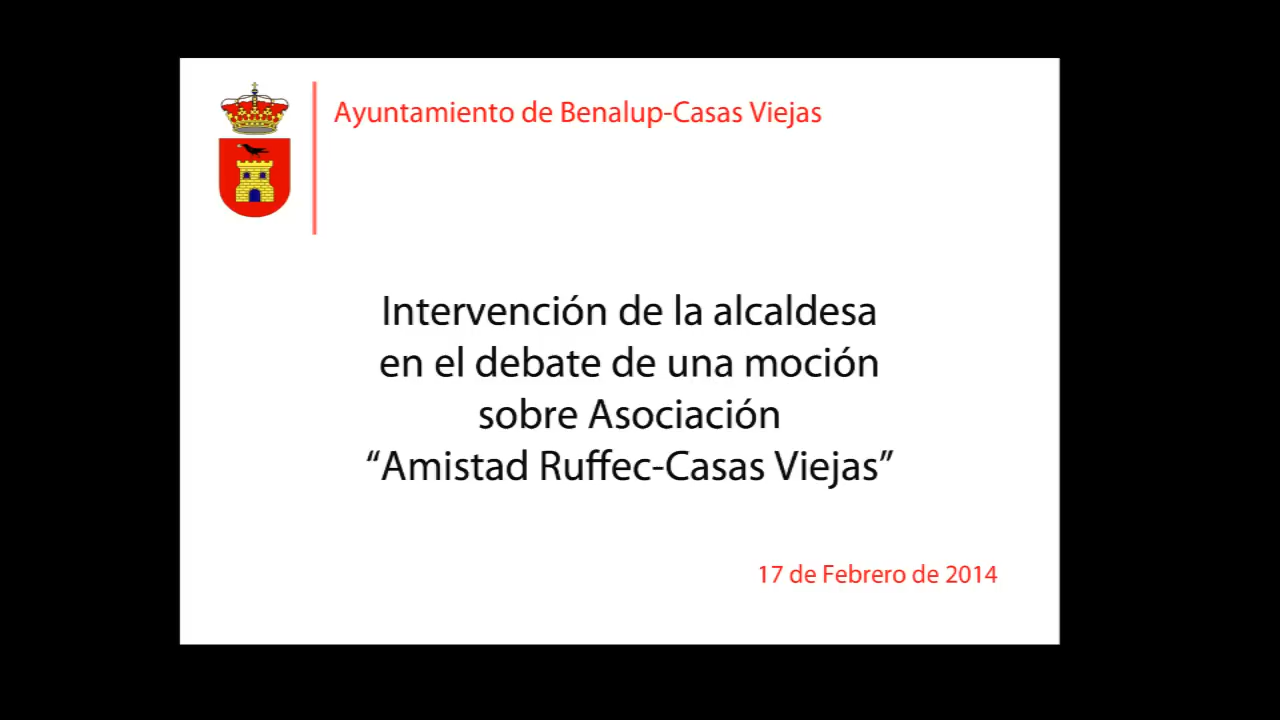 Ayuntamiento de Benalup-Casas Viejas
Intervención de la alcaldesa
en el debate de una moción
sobre Asociación
“Amistad Ruffec-Casas Viejas”
17 de Febrero de 2014